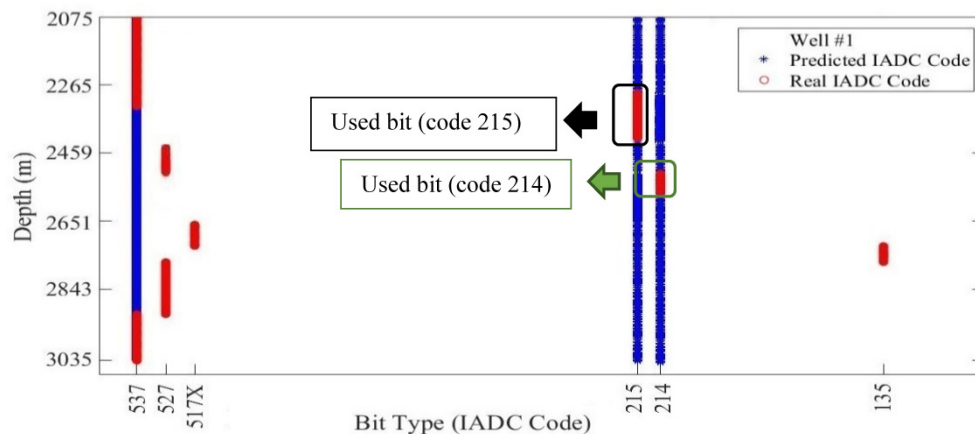 2075
2265
2459
2651
2843
3035
Depth (m)
Well #1
Predicted IADC Code
Real IADC Code
Used bit (code 215)
Used bit (code 214)
537
527
517X
215
214
135
Bit Type (IADC Code)